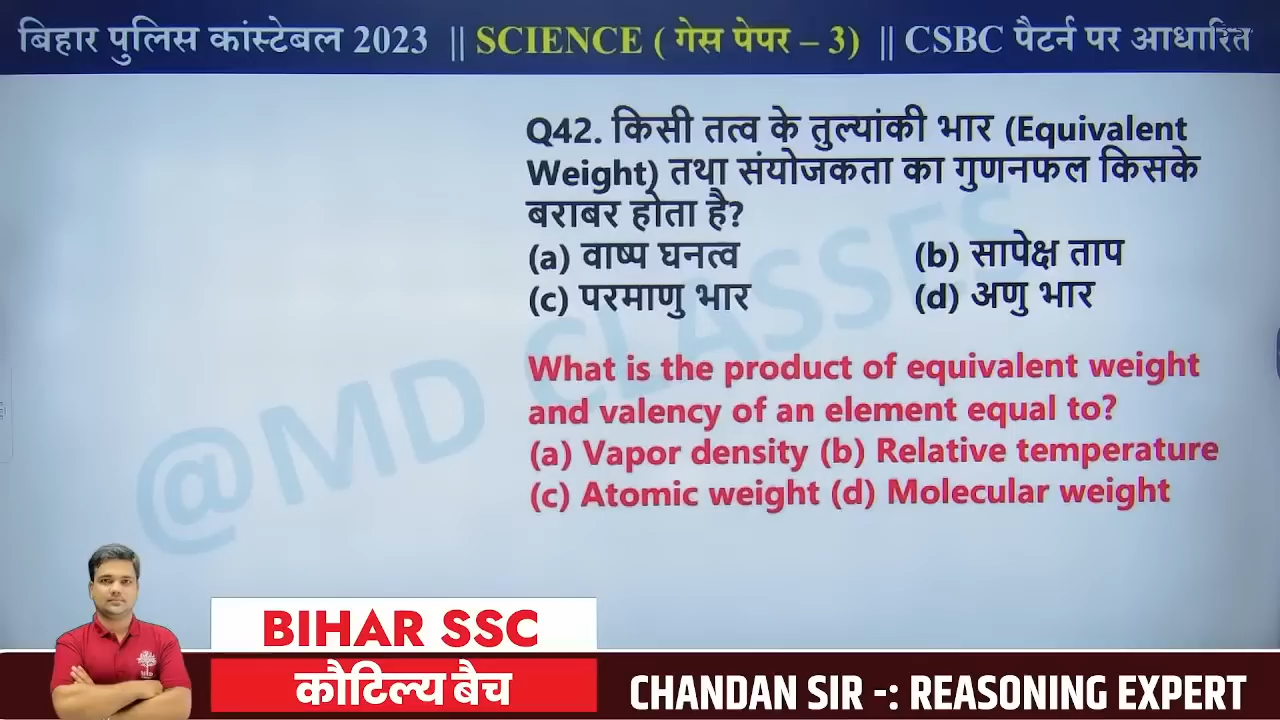 बिहार पुलिस कांस्टेबल 2023 || SCIENCE ( गेस पेपर – 3) || CSBC पैटर्न पर आधारित
Q42. किसी तत्व के तुल्यांकी भार (Equivalent
Weight) तथा संयोजकता का गुणनफल किसके
बराबर होता है?
(a) वाष्प घनत्व (b) सापेक्ष ताप
(c) परमाणु भार (d) अणु भार
What is the product of equivalent weight
and valency of an element equal to?
(a) Vapor density (b) Relative temperature
(c) Atomic weight (d) Molecular weight
@MD CLASSES
MD
BIHAR SSC
कौटिल्य बैच
CHANDAN SIR -: REASONING EXPERT